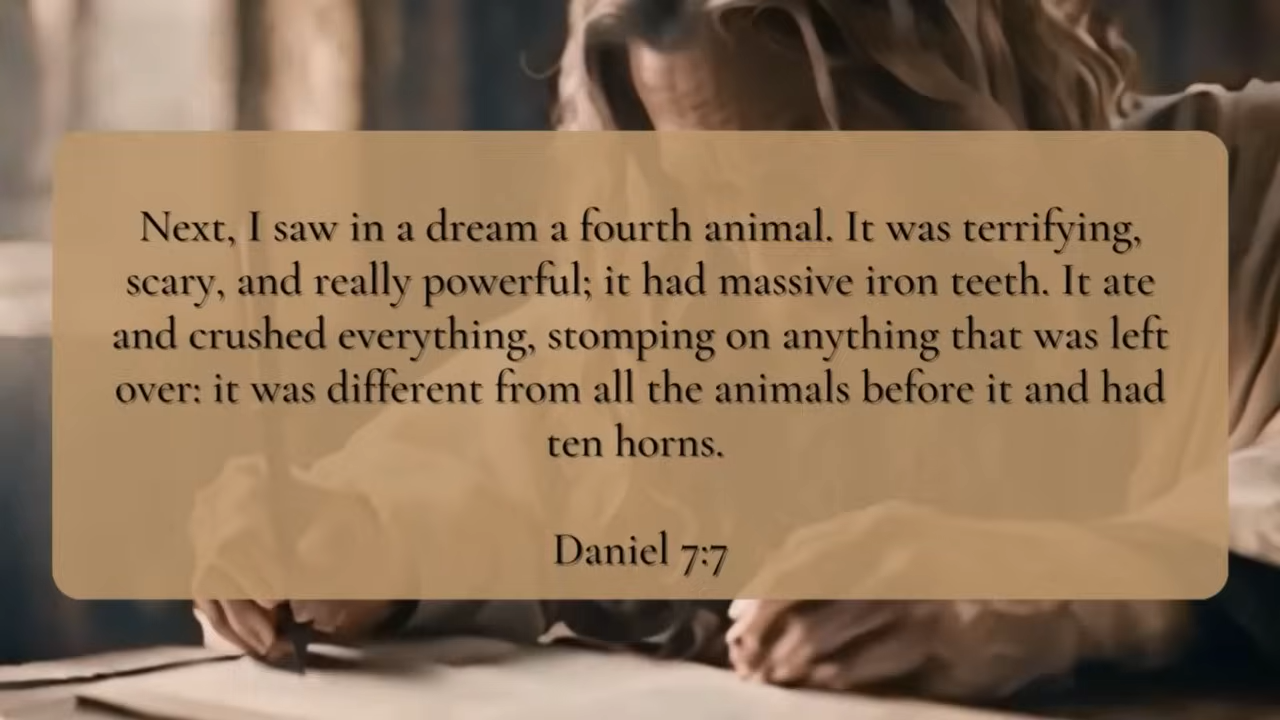 Next, I saw in a dream a fourth animal. It was terrifying,
scary, and really powerful; it had massive iron teeth. It ate
and crushed everything, stomping on anything that was left
over: it was different from all the animals before it and had
ten horns.
Daniel 7:7